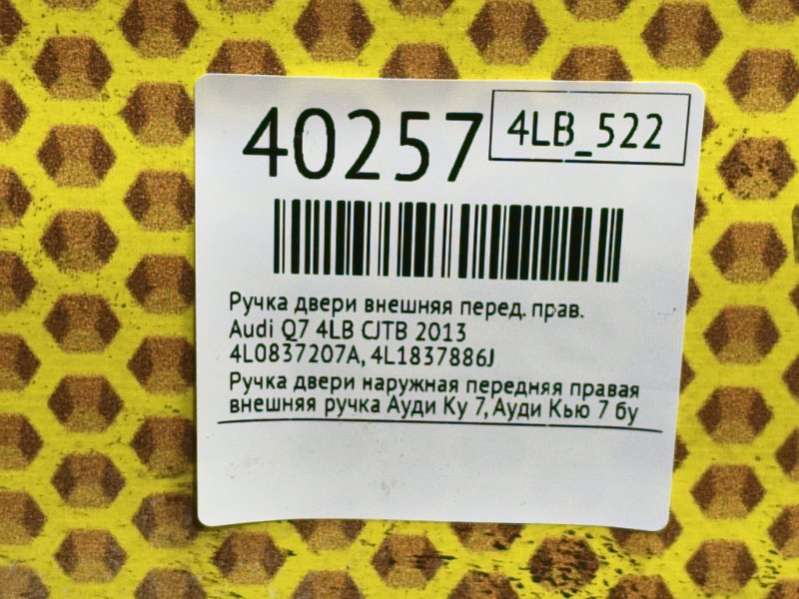 40257
4LB_522
Ручка двери внешняя перед. прав.
Audi Q7 4LB CJTB 2013
4L0837207A, 4L1837886J
Ручка двери наружная передняя правая
внешняя ручка Ауди Ку 7, Ауди Кью 7 бу